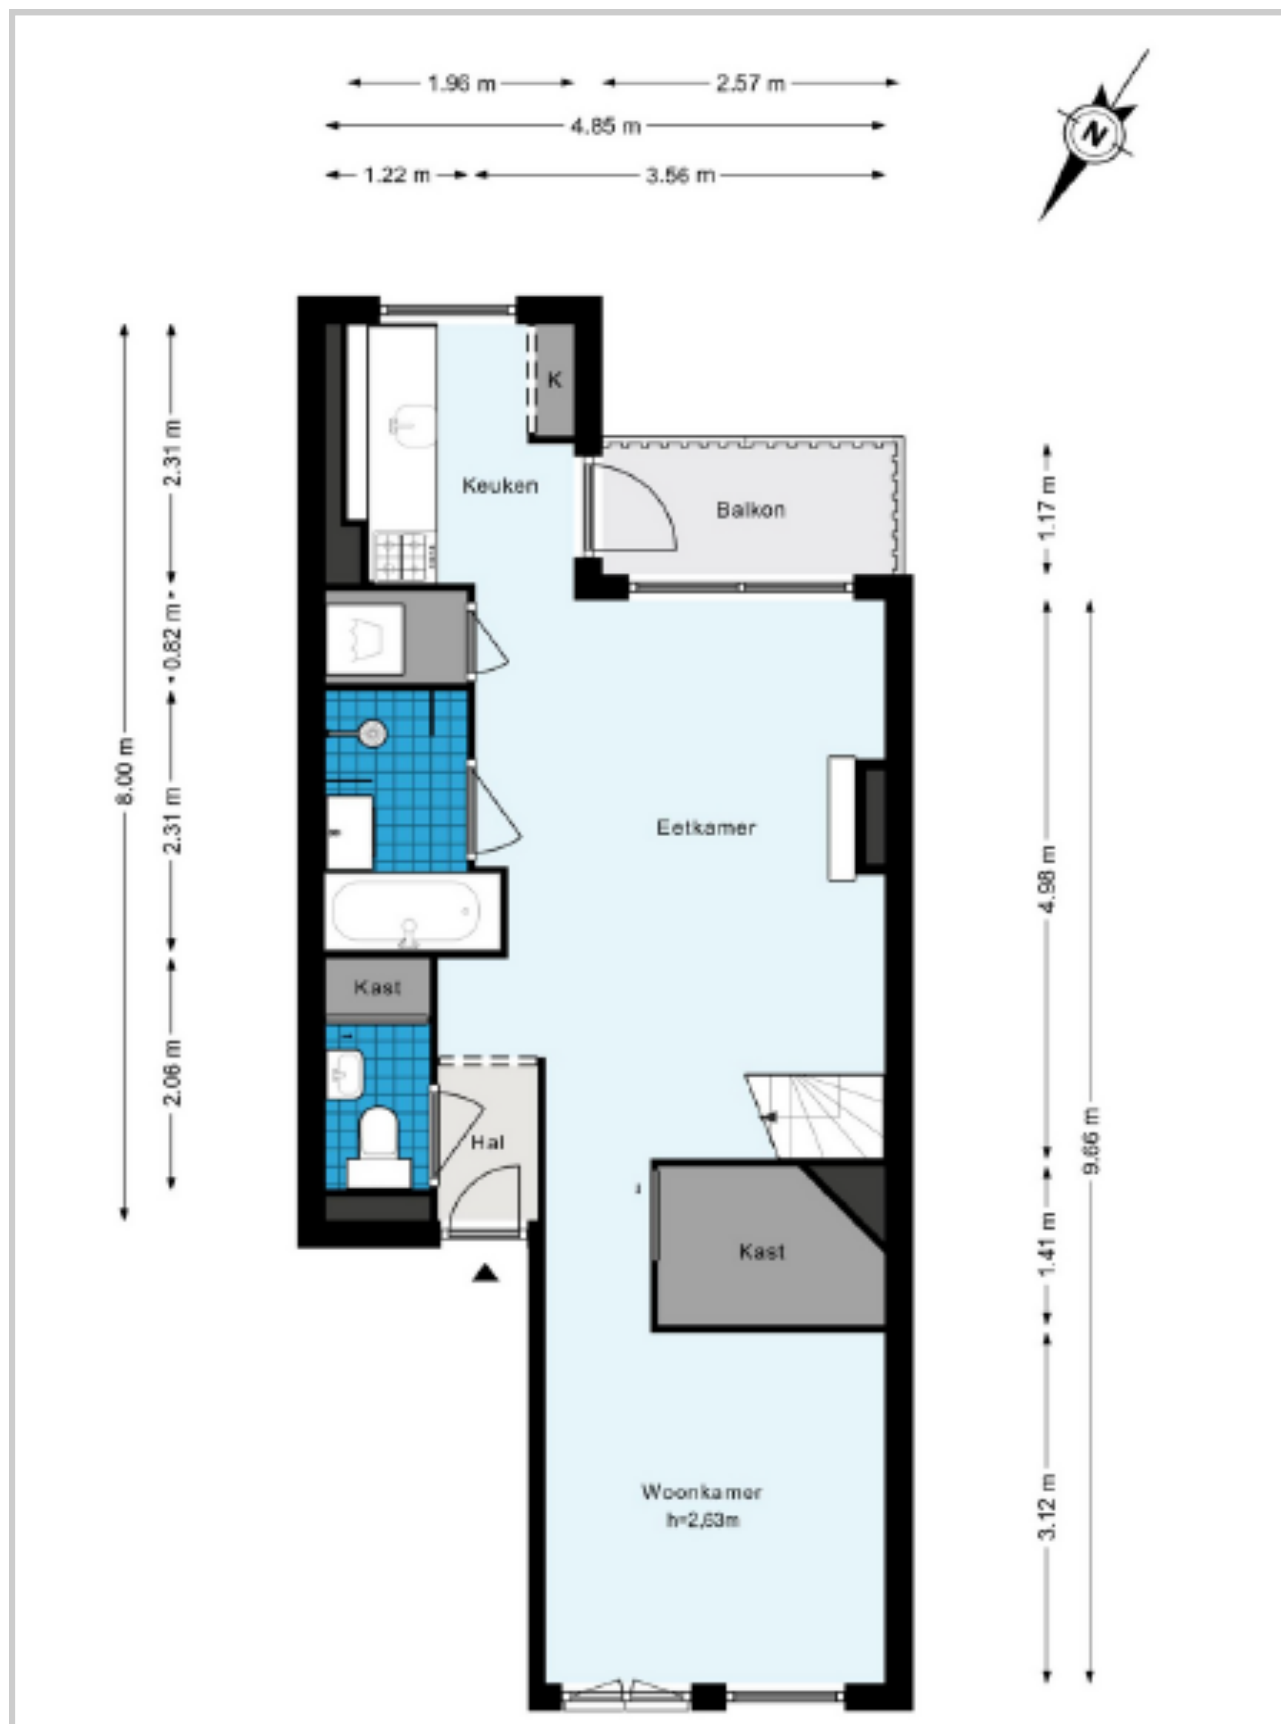 1.96 m
2.57 m
4.85 m
1.22 m
3.56 m
N
K
Keuken
Balkon
2.31 m
1.17 m
0.82 m
8.00 m
2.31 m
Eetkamer
4.98 m
Kast
2.06 m
Hal
9.66 m
Kast
1.41 m
Woonkamer
h=2,63m
3.12 m